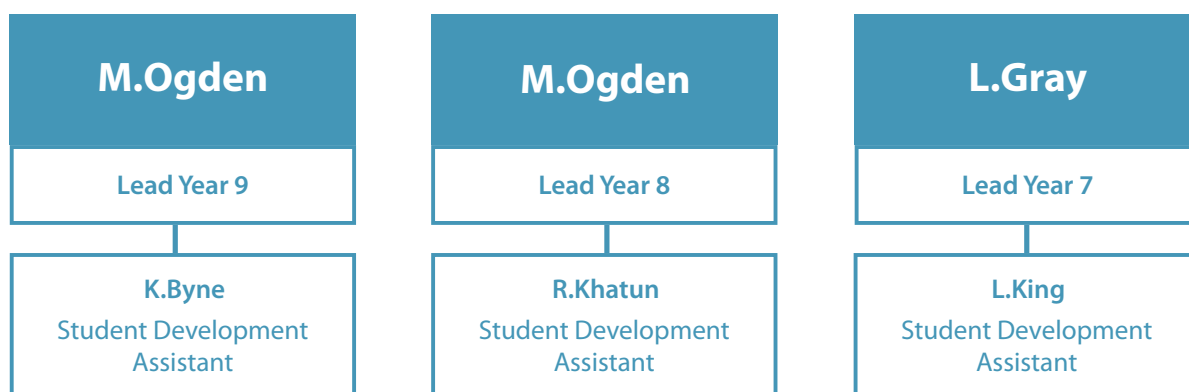 M.Ogden
Lead Year 9
K.Byne
Student Development
Assistant
M.Ogden
Lead Year 8
R.Khatun
Student Development
Assistant
L.Gray
Lead Year 7
L.King
Student Development
Assistant